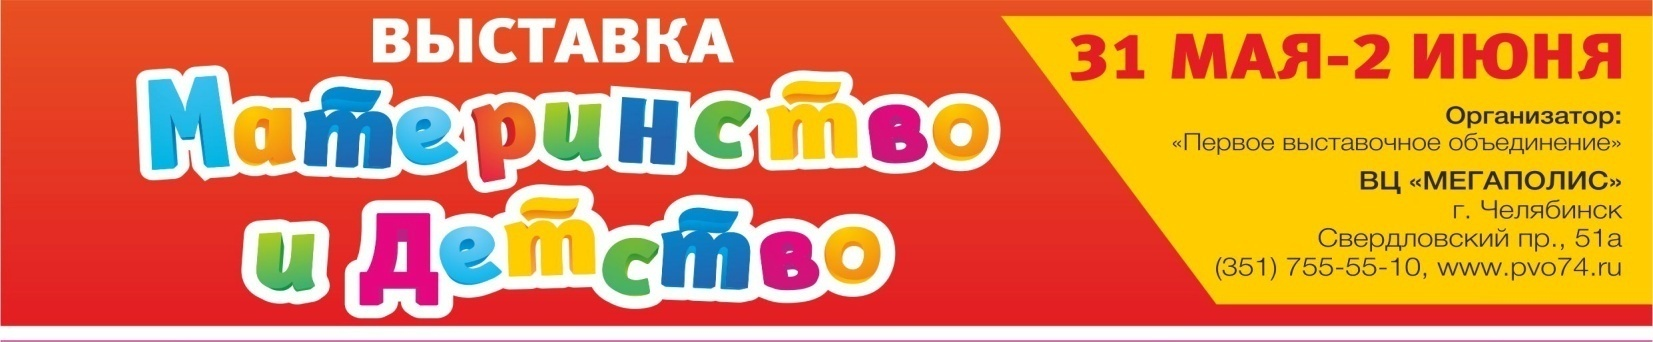 ВЫСТАВКА
Материнство
и Детство
31 МАЯ-2 ИЮНЯ
Организатор:
«Первое выставочное объединение»
ВЦ «МЕГАПОЛИС»
г. Челябинск
Свердловский пр., 51а
(351) 755-55-10, www.pvo74.ru